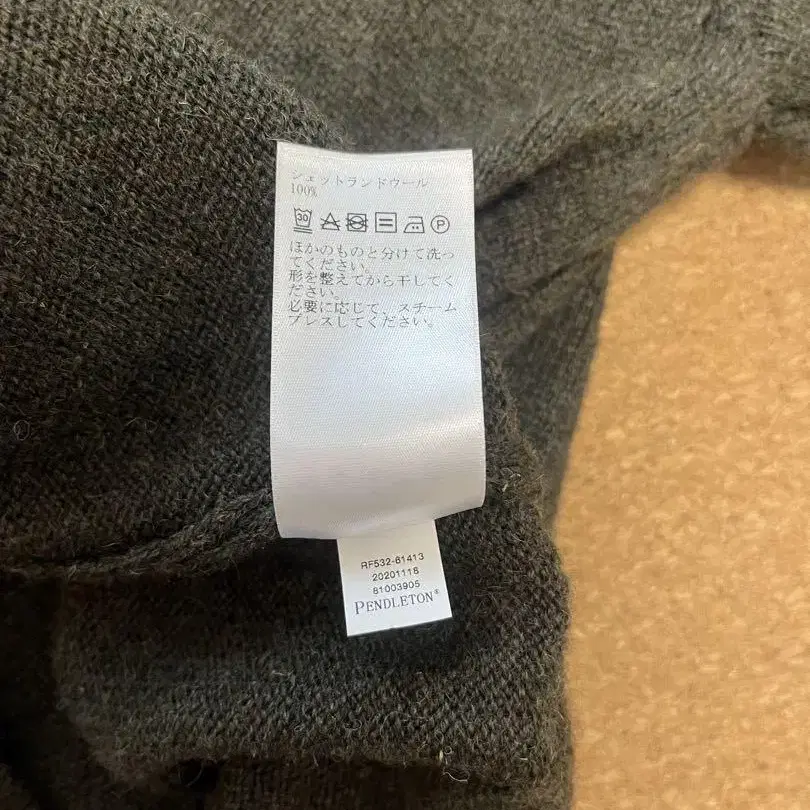 シェットランドウール
100%
30 P
ほかのものと分けて洗っ
てください。
形を整えてから干してく
ださい。
必要に応じて、スチーム
プレスしてください。
RF532-61413
20201118
81003905
PENDLETON®